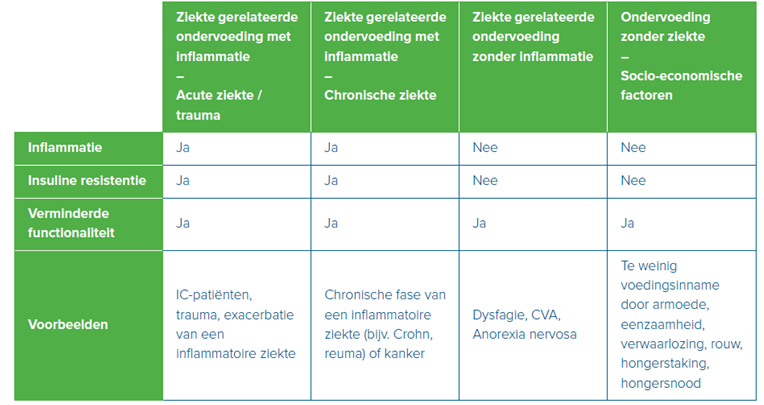 Ziekte gerelateerde
ondervoeding met
inflammatie
–
Acute ziekte /
trauma
Ziekte gerelateerde
ondervoeding met
inflammatie
–
Chronische ziekte
Ziekte gerelateerde
ondervoeding
zonder inflammatie
Ondervoeding
zonder ziekte
–
Socio-economische
factoren
Inflammatie
Ja
Ja
Nee
Nee
Insuline resistentie
Ja
Ja
Nee
Nee
Verminderde
functionaliteit
Ja
Ja
Ja
Ja
Voorbeelden
IC-patiënten,
trauma, exacerbatie
van een
inflammatoire ziekte
Chronische fase van
een inflammatoire
ziekte (bijv. Crohn,
reuma) of kanker
Dysfagie, CVA,
Anorexia nervosa
Te weinig
voedingsinname
door armoede,
eenzaamheid,
verwaarlozing, rouw,
hongerstaking,
hongersnood